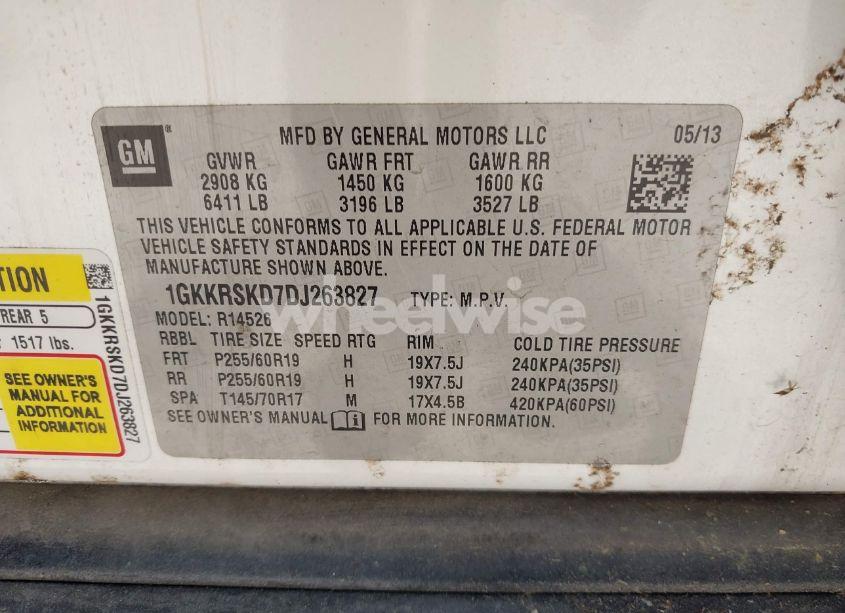 GM
MFD BY GENERAL MOTORS LLC 05/13
GVWR GAWR FRT GAWR RR
2908 KG 1450 KG 1600 KG
6411 LB 3196 LB 3527 LB
THIS VEHICLE CONFORMS TO ALL APPLICABLE U.S. FEDERAL MOTOR
VEHICLE SAFETY STANDARDS IN EFFECT ON THE DATE OF
MANUFACTURE SHOWN ABOVE.
1GKKRSKD7DJ263827 TYPE: M.P.V.
MODEL: R14526
RBBL TIRE SIZE SPEED RTG RIM COLD TIRE PRESSURE
FRT P255/60R19 H 19X7.5J 240KPA(35PSI)
RR P255/60R19 H 19X7.5J 240KPA(35PSI)
SPA T145/70R17 M 17X4.5B 420KPA(60PSI)
SEE OWNER'S MANUAL FOR MORE INFORMATION.
REAR 5
1517 lbs.
SEE OWNER'S
MANUAL FOR
ADDITIONAL
INFORMATION
1GKKRSKD7DJ263827
wheelwise